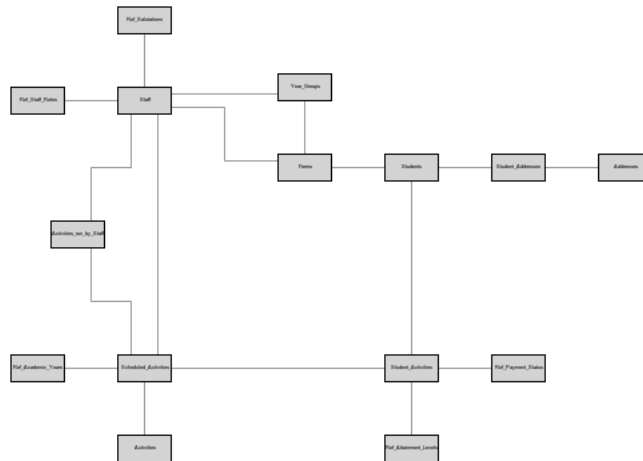 Ref_Salutations
Ref_Staff_Roles
Staff
Year_Groups
Forms
Students
Student_Addresses
Addresses
Activities_run_by_Staff
Ref_Academic_Years
Scheduled_Activities
Student_Activities
Ref_Payment_Status
Activities
Ref_Attainment_Levels